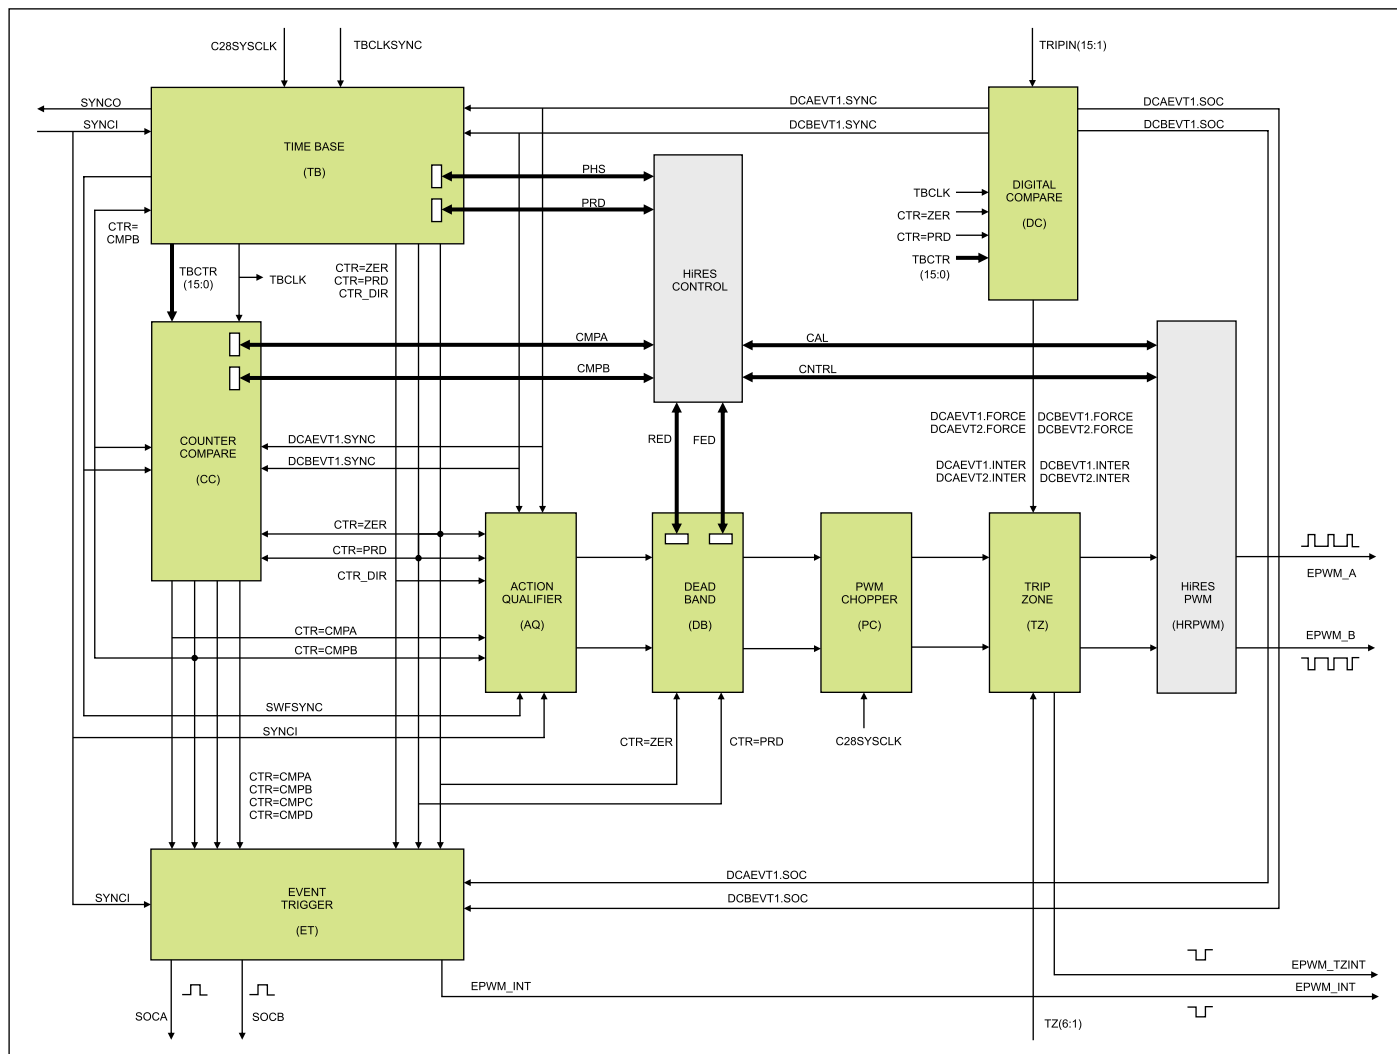 C28SYSCLK
TBCLKSYNC
TRIPIN(15:1)
SYNCO
SYNCI
TIME BASE
(TB)
DCAEVT1.SYNC
DCBEVT1.SYNC
DCAEVT1.SOC
DCBEVT1.SOC
PHS
PRD
DIGITAL
COMPARE
(DC)
TBCLK
CTR=ZER
CTR=PRD
TBCTR
(15:0)
CTR=
CMPB
TBCTR
(15:0)
TBCLK
CTR=ZER
CTR=PRD
CTR_DIR
HiRES
CONTROL
CMPA
CMPB
CAL
CNTRL
COUNTER
COMPARE
(CC)
DCAEVT1.SYNC
DCBEVT1.SYNC
RED
FED
DCAEVT1.FORCE
DCAEVT2.FORCE
DCBEVT1.FORCE
DCBEVT2.FORCE
DCAEVT1.INTER
DCAEVT2.INTER
DCBEVT1.INTER
DCBEVT2.INTER
CTR=ZER
CTR=PRD
CTR_DIR
CTR=CMPA
CTR=CMPB
ACTION
QUALIFIER
(AQ)
DEAD
BAND
(DB)
PWM
CHOPPER
(PC)
TRIP
ZONE
(TZ)
HiRES
PWM
(HRPWM)
EPWM_A
EPWM_B
SWFSYNC
SYNCI
CTR=ZER
CTR=PRD
C28SYSCLK
CTR=CMPA
CTR=CMPB
CTR=CMPC
CTR=CMPD
SYNCI
EVENT
TRIGGER
(ET)
DCAEVT1.SOC
DCBEVT1.SOC
EPWM_TZINT
EPWM_INT
EPWM_INT
SOCA
SOCB
TZ(6:1)